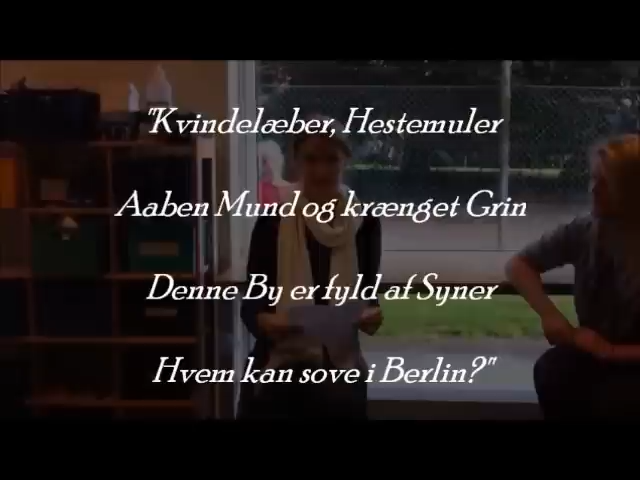 "Kvindelæber, Hestemuler
Aaben Mund og krænget Grin
Denne By er fyld af Syner
Hvem kan sove i Berlin?"